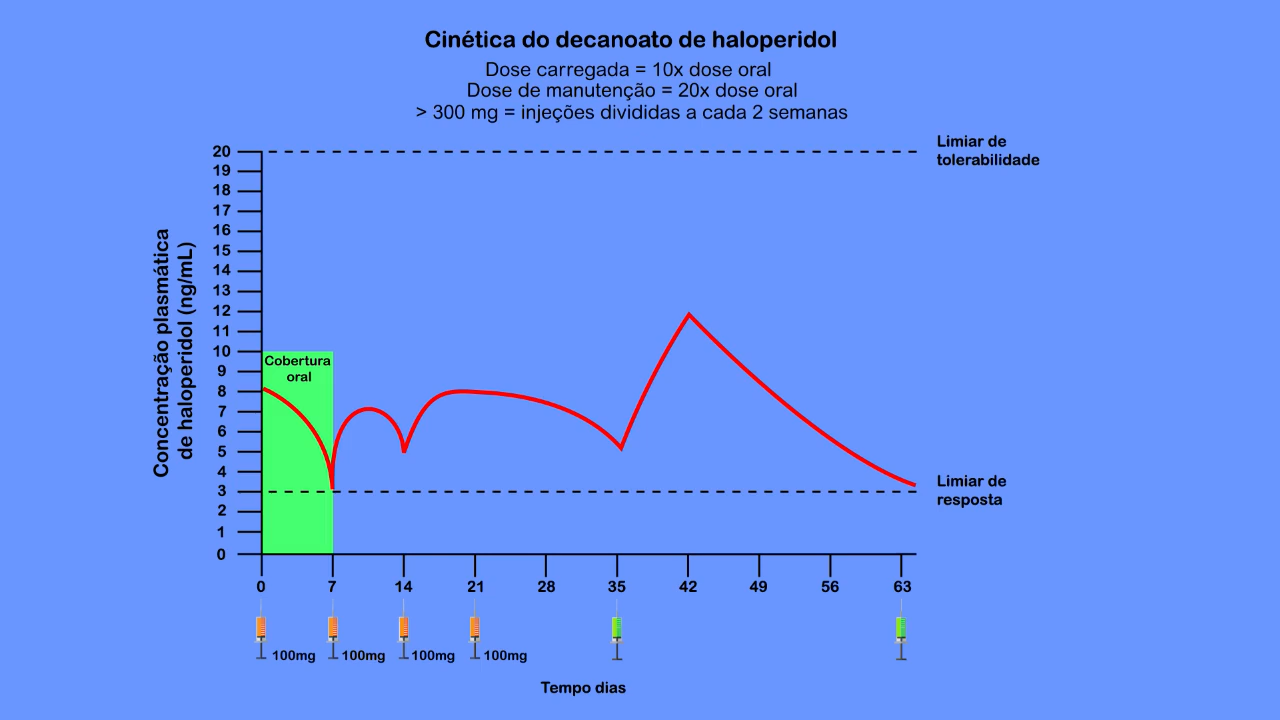 Cinética do decanoato de haloperidol
Dose carregada = 10x dose oral
Dose de manutenção = 20x dose oral
> 300 mg = injeções divididas a cada 2 semanas
Limiar de
tolerabilidade
20
19
18
17
16
15
14
13
12
11
10
9
8
7
6
5
4
3
2
1
0
Concentração plasmática
de haloperidol (ng/mL)
Cobertura
oral
Limiar de
resposta
0 7 14 21 28 35 42 49 56 63
100mg 100mg 100mg 100mg
Tempo dias